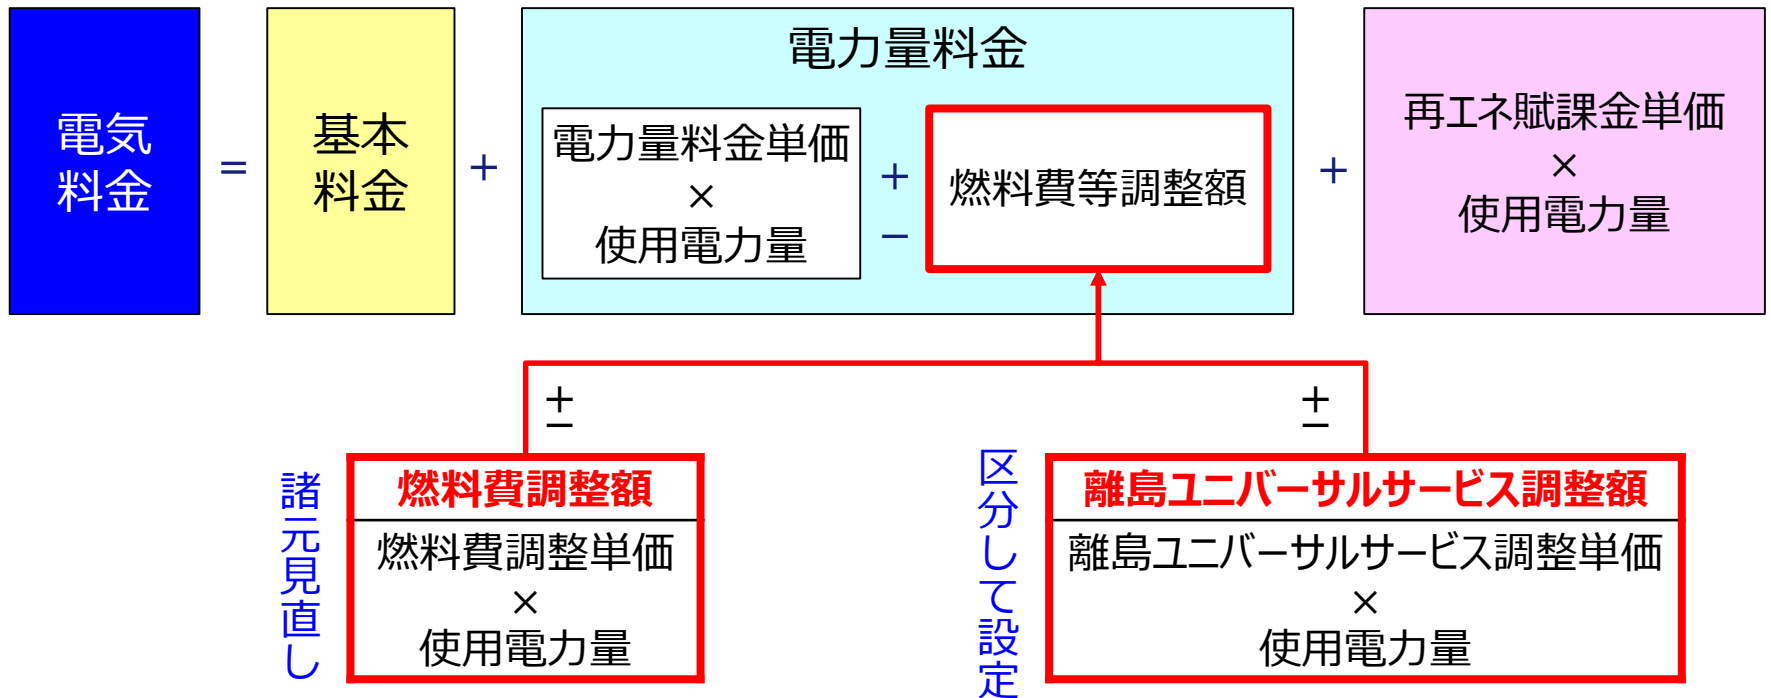 電気
料金
＝
基本
料金
＋
電力量料金
電力量料金単価
×
使用電力量
＋
－
燃料費等調整額
＋
再エネ賦課金単価
×
使用電力量
±
±
諸元見直し
燃料費調整額
燃料費調整単価
×
使用電力量
区分して設定
離島ユニバーサルサービス調整額
離島ユニバーサルサービス調整単価
×
使用電力量